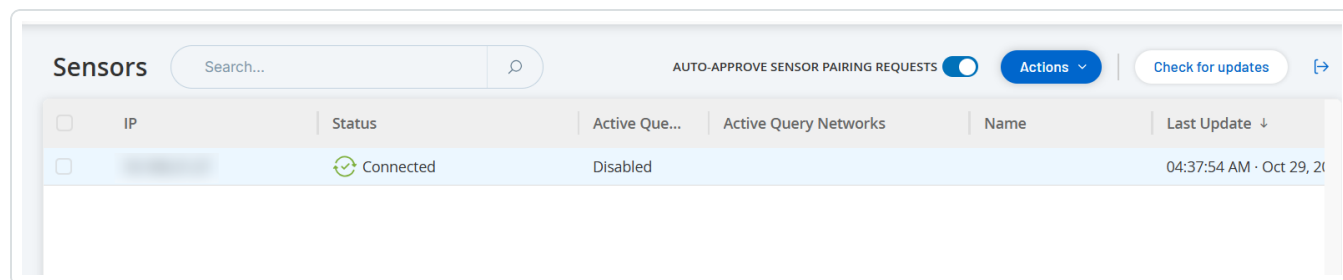 Sensors Search... AUTO-APPROVE SENSOR PAIRING REQUESTS Actions Check for updates
IP Status Active Que... Active Query Networks Name Last Update ↓
Connected Disabled 04:37:54 AM · Oct 29, 20